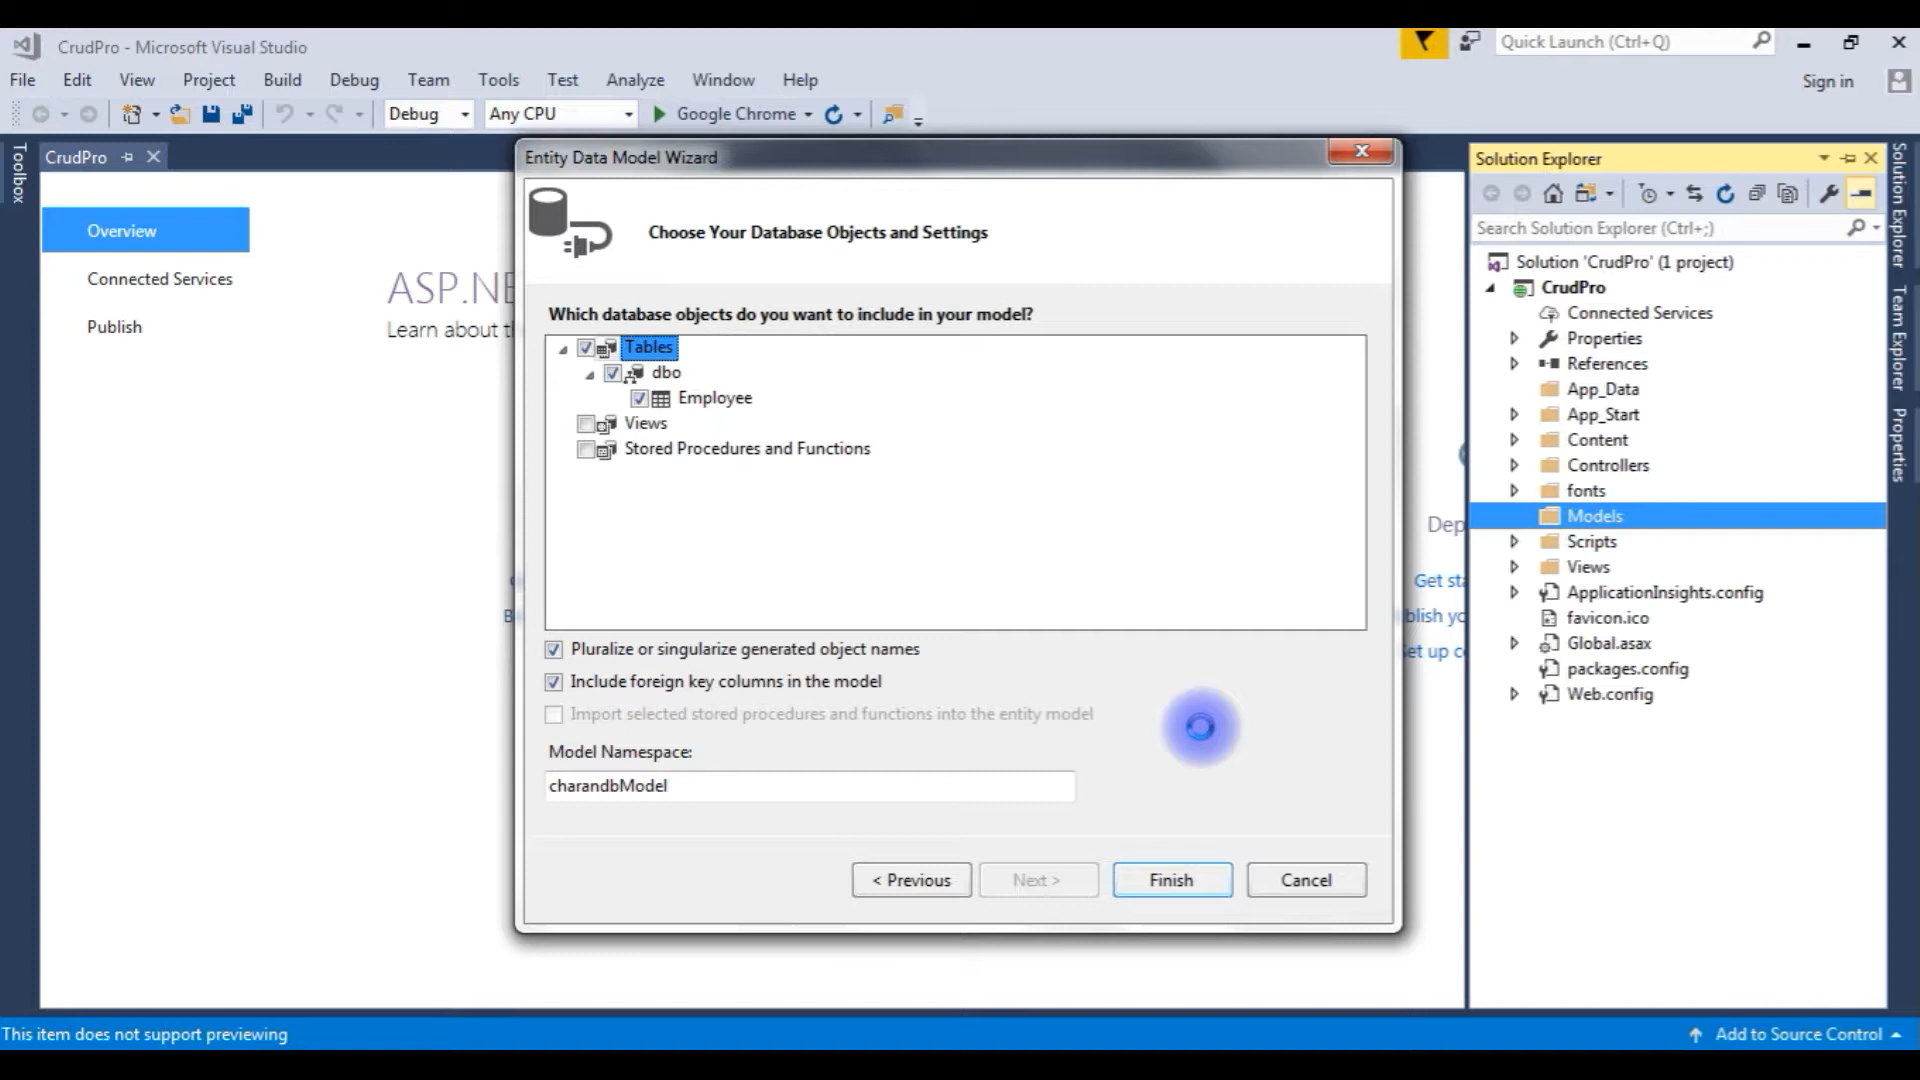 CrudPro - Microsoft Visual Studio
Quick Launch (Ctrl+Q)
File Edit View Project Build Debug Team Tools Test Analyze Window Help
Sign in
Debug Any CPU Google Chrome
Toolbox
CrudPro
Overview
Connected Services
Publish
ASP.NE
Learn about t
Entity Data Model Wizard
Choose Your Database Objects and Settings
Which database objects do you want to include in your model?
Tables
dbo
Employee
Views
Stored Procedures and Functions
Pluralize or singularize generated object names
Include foreign key columns in the model
Import selected stored procedures and functions into the entity model
Model Namespace:
charandbModel
< Previous
Next >
Finish
Cancel
Dep
Get sta
blish yo
et up c
Solution Explorer
Search Solution Explorer (Ctrl+;)
Solution 'CrudPro' (1 project)
CrudPro
Connected Services
Properties
References
App_Data
App_Start
Content
Controllers
fonts
Models
Scripts
Views
ApplicationInsights.config
favicon.ico
Global.asax
packages.config
Web.config
Solution Explorer
Team Explorer
Properties
This item does not support previewing
Add to Source Control